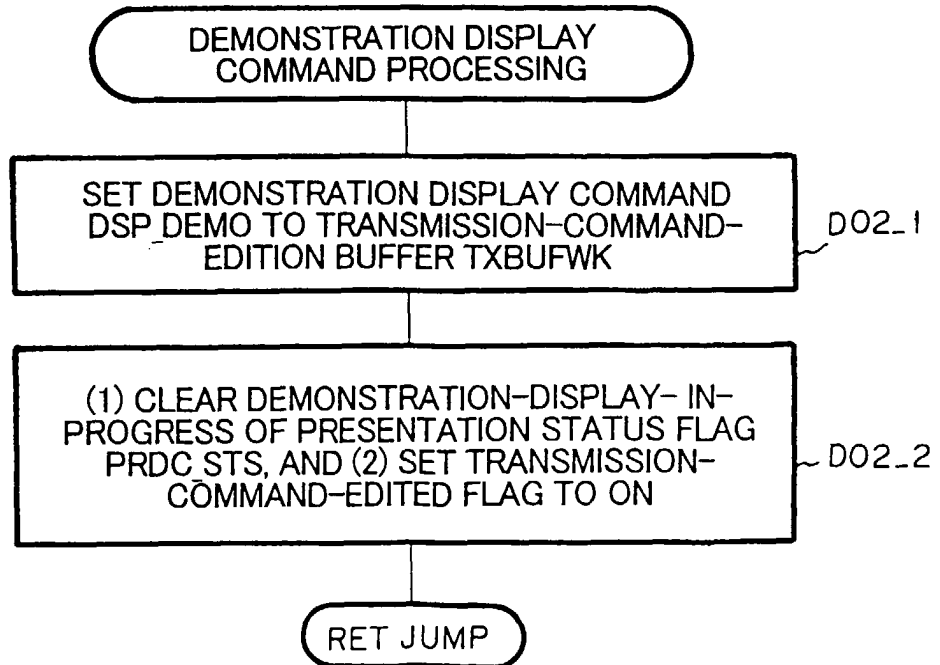 DEMONSTRATION DISPLAY
COMMAND PROCESSING
SET DEMONSTRATION DISPLAY COMMAND
DSP_DEMO TO TRANSMISSION-COMMAND-
EDITION BUFFER TXBUFWK
D02_1
(1) CLEAR DEMONSTRATION-DISPLAY- IN-
PROGRESS OF PRESENTATION STATUS FLAG
PRDC_STS, AND (2) SET TRANSMISSION-
COMMAND-EDITED FLAG TO ON
D02_2
RET JUMP